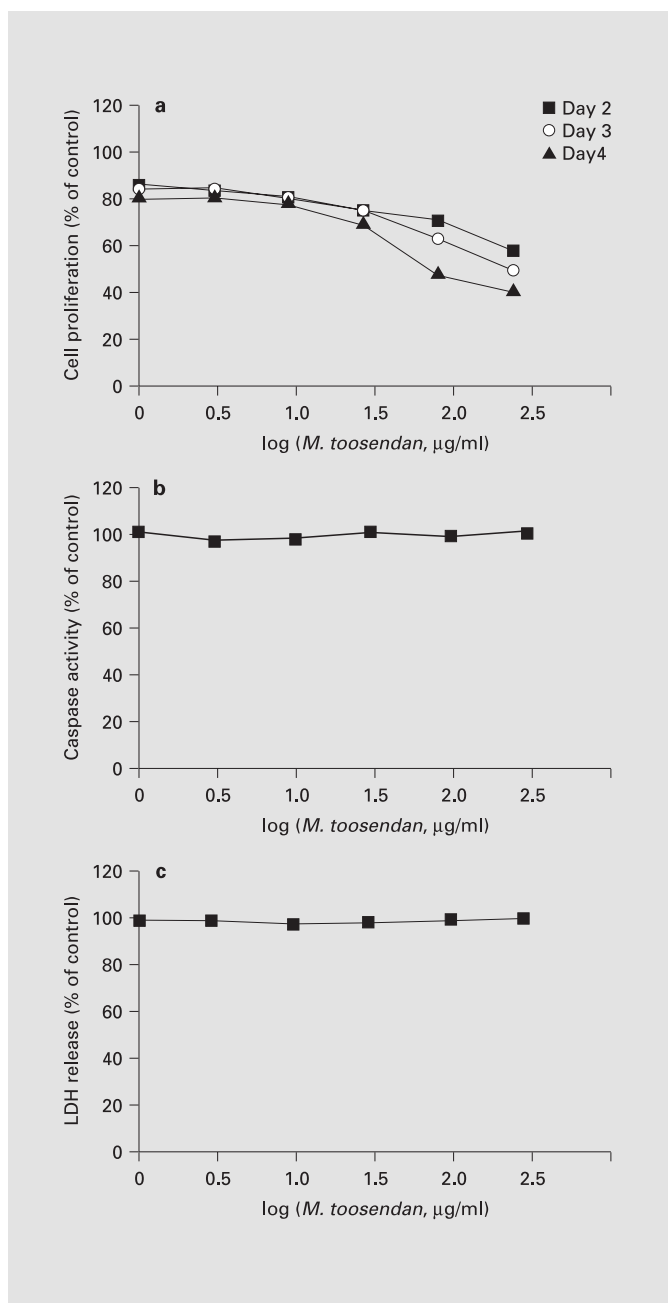 a
Day 2
Day 3
Day4
Cell proliferation (% of control)
120
100
80
60
40
20
0
0 0.5 1.0 1.5 2.0 2.5
log (M. toosendan, μg/ml)
b
Caspase activity (% of control)
120
100
80
60
40
20
0
0 0.5 1.0 1.5 2.0 2.5
log (M. toosendan, μg/ml)
c
LDH release (% of control)
120
100
80
60
40
20
0
0 0.5 1.0 1.5 2.0 2.5
log (M. toosendan, μg/ml)